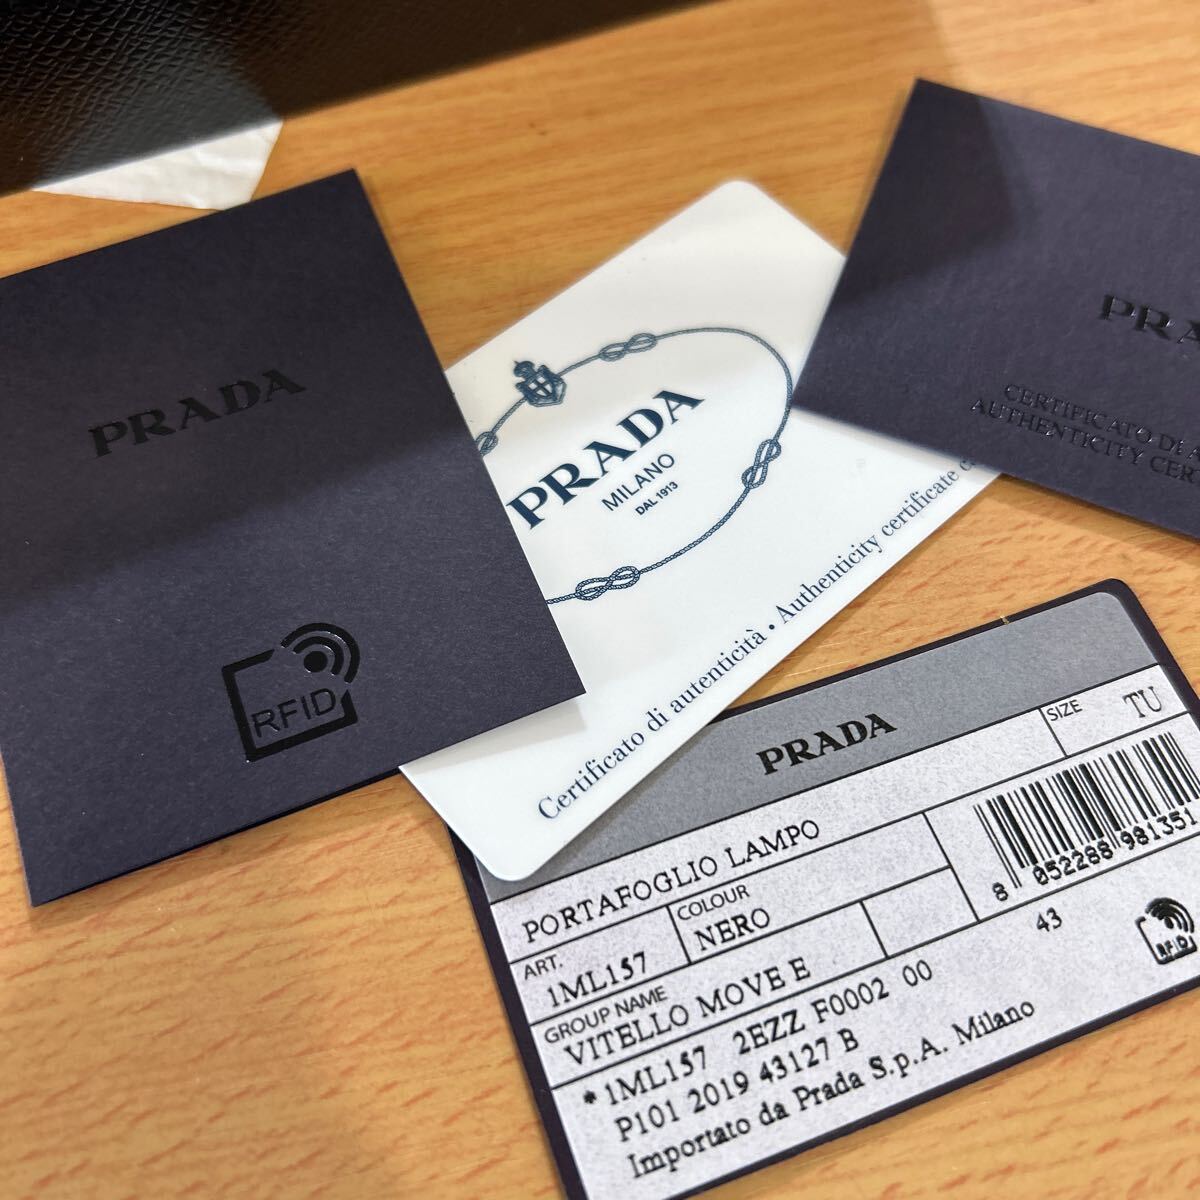 PRADA
RFID
PRADA
MILANO
DAL 1913
Certificato di autenticità • Authenticity certificate
CERTIFICATO DI
AUTHENTICITY
PRADA
SIZE
TU
PORTAFOGLIO LAMPO
ART.
1ML157
COLOUR
NERO
8 052288 981351
GROUP NAME
VITELLO MOVE E
43
RFID
*1ML157 2EZZ F0002 00
P101 2019 43127 B
Importato da Prada S.p.A. Milano